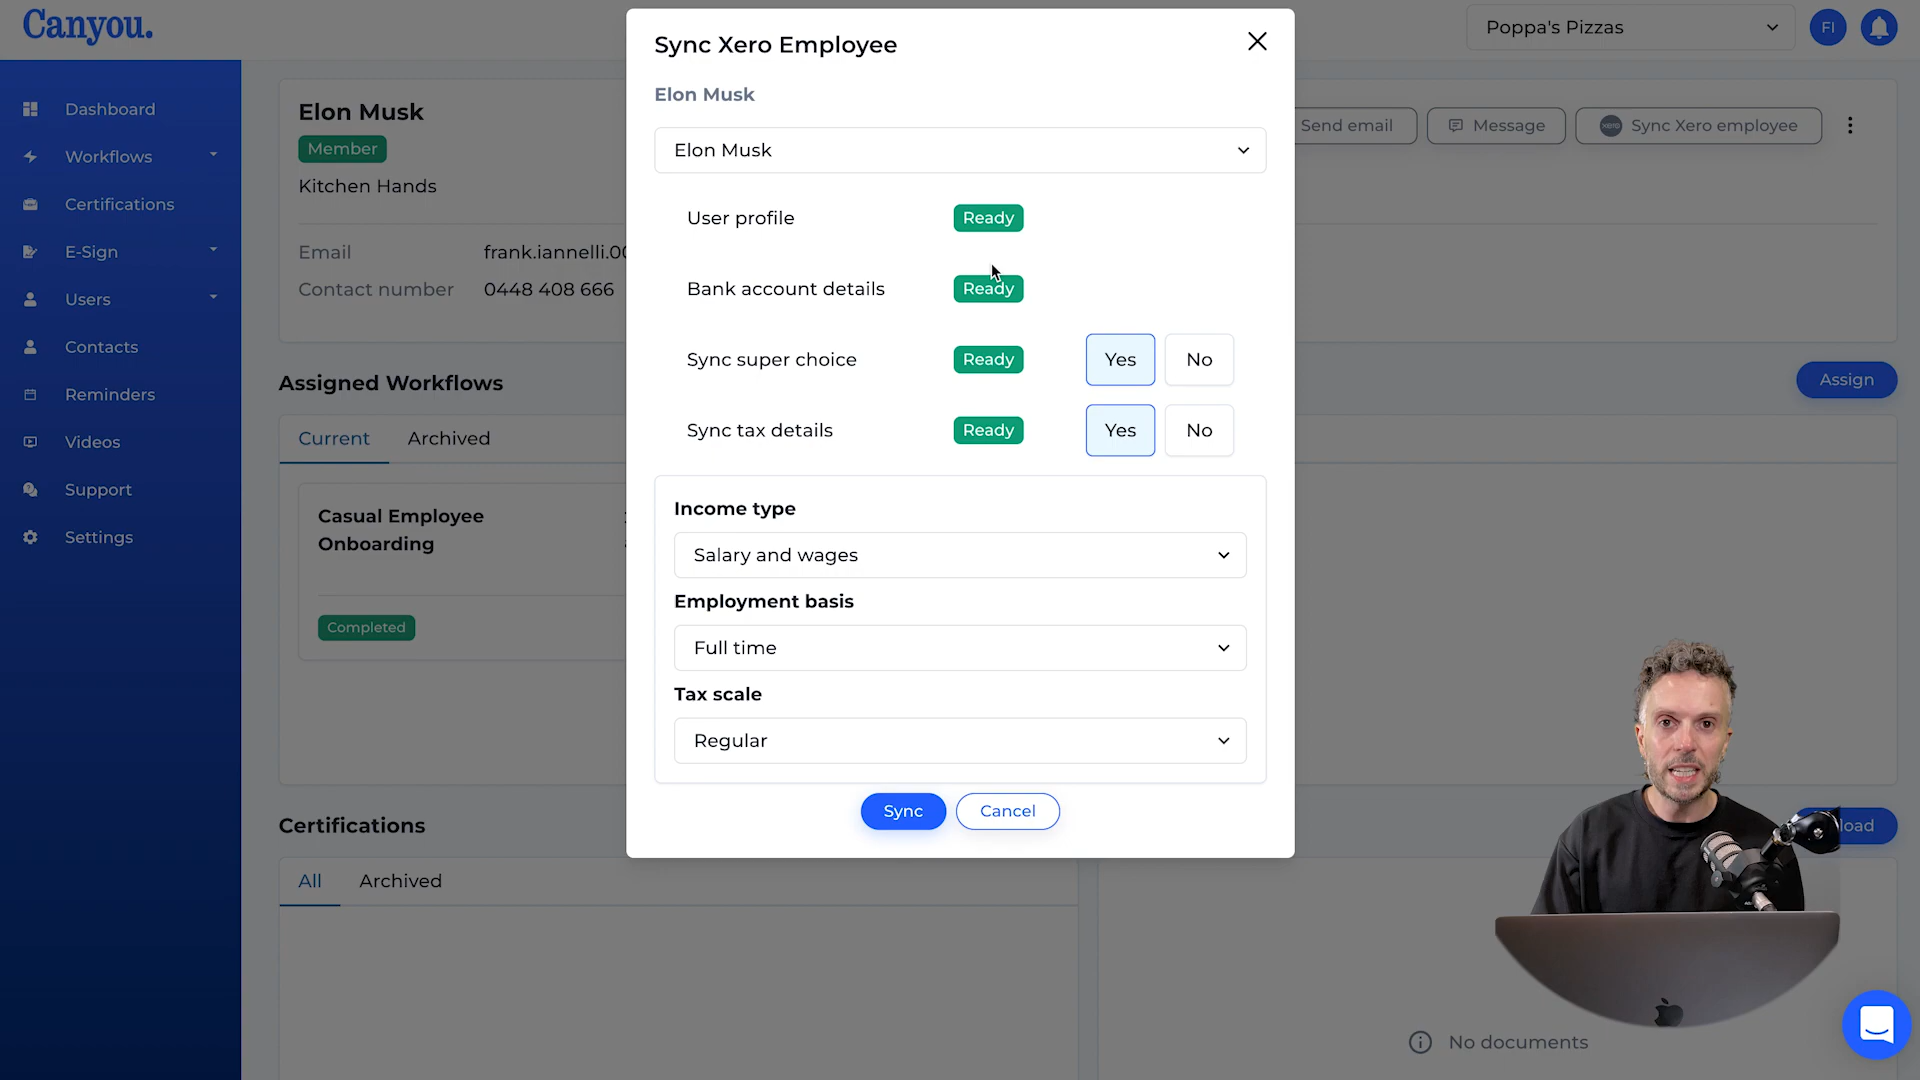 Canyou.
Poppa's Pizzas
FI
Dashboard
Workflows
Certifications
E-Sign
Users
Contacts
Reminders
Videos
Support
Settings
Elon Musk
Member
Kitchen Hands
Email
frank.iannelli.0
Contact number
0448 408 666
Send email
Message
xero
Sync Xero employee
Assigned Workflows
Assign
Current
Archived
Casual Employee
Onboarding
Completed
Certifications
All
Archived
No documents
Sync Xero Employee
Elon Musk
Elon Musk
User profile
Ready
Bank account details
Ready
Sync super choice
Ready
Yes
No
Sync tax details
Ready
Yes
No
Income type
Salary and wages
Employment basis
Full time
Tax scale
Regular
Sync
Cancel